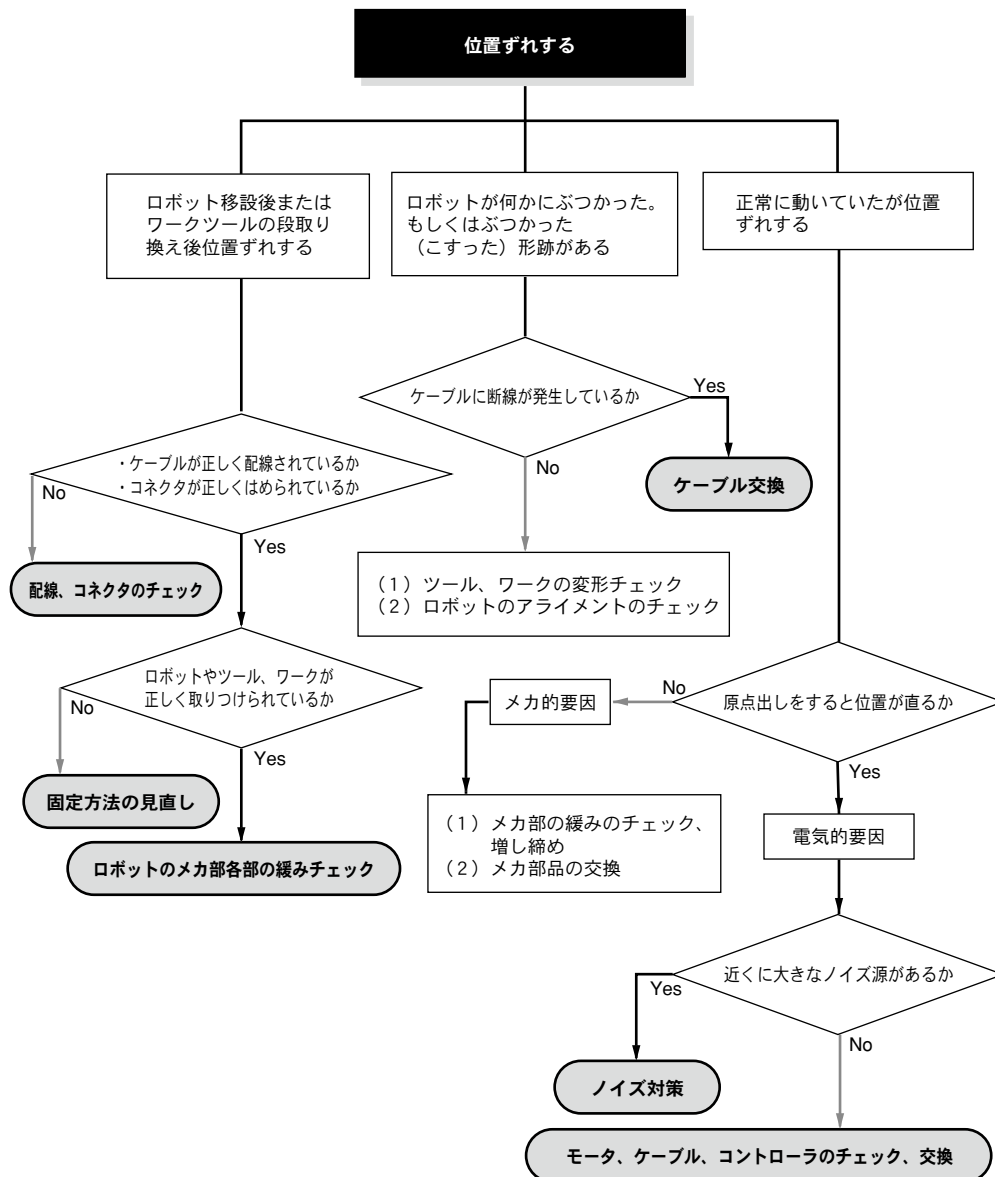 位置ずれする
ロボット移設後または
ワークツールの段取り
換え後位置ずれする
ロボットが何かにぶつかった。
もしくはぶつかった
（こすった）形跡がある
正常に動いていたが位置
ずれする
ケーブルに断線が発生しているか
Yes
No
ケーブル交換
・ケーブルが正しく配線されているか
・コネクタが正しくはめられているか
No
Yes
配線、コネクタのチェック
（１）ツール、ワークの変形チェック
（２）ロボットのアライメントのチェック
ロボットやツール、ワークが
正しく取りつけられているか
No
Yes
固定方法の見直し
ロボットのメカ部各部の緩みチェック
原点出しをすると位置が直るか
No
Yes
メカ的要因
（１）メカ部の緩みのチェック、
増し締め
（２）メカ部品の交換
電気的要因
近くに大きなノイズ源があるか
Yes
No
ノイズ対策
モータ、ケーブル、コントローラのチェック、交換